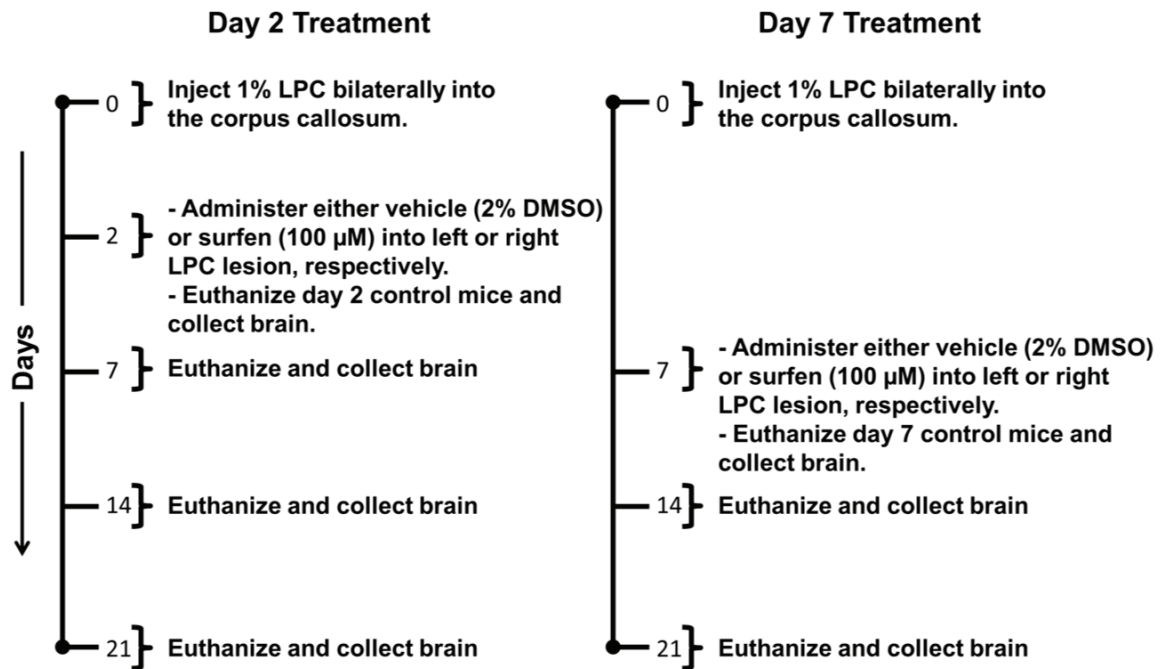 Day 2 Treatment
Day 7 Treatment
Days
0
Inject 1% LPC bilaterally into
the corpus callosum.
2
- Administer either vehicle (2% DMSO)
or surfen (100 µM) into left or right
LPC lesion, respectively.
- Euthanize day 2 control mice and
collect brain.
7
Euthanize and collect brain
14
Euthanize and collect brain
21
Euthanize and collect brain
0
Inject 1% LPC bilaterally into
the corpus callosum.
7
- Administer either vehicle (2% DMSO)
or surfen (100 µM) into left or right
LPC lesion, respectively.
- Euthanize day 7 control mice and
collect brain.
14
Euthanize and collect brain
21
Euthanize and collect brain